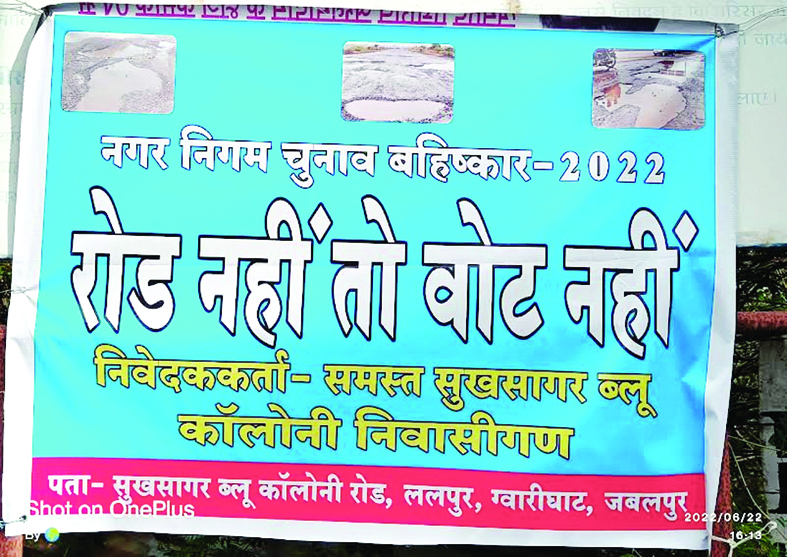 नगर निगम चुनाव बहिष्कार-2022
रोड नहीं तो वोट नहीं
निवेदककर्ता- समस्त सुखसागर ब्लू
कॉलोनी निवासीगण
पता- सुखसागर ब्लू कॉलोनी रोड, ललपुर, ग्वारीघाट, जबलपुर
Shot on OnePlus
By
2022/06/22
16:13